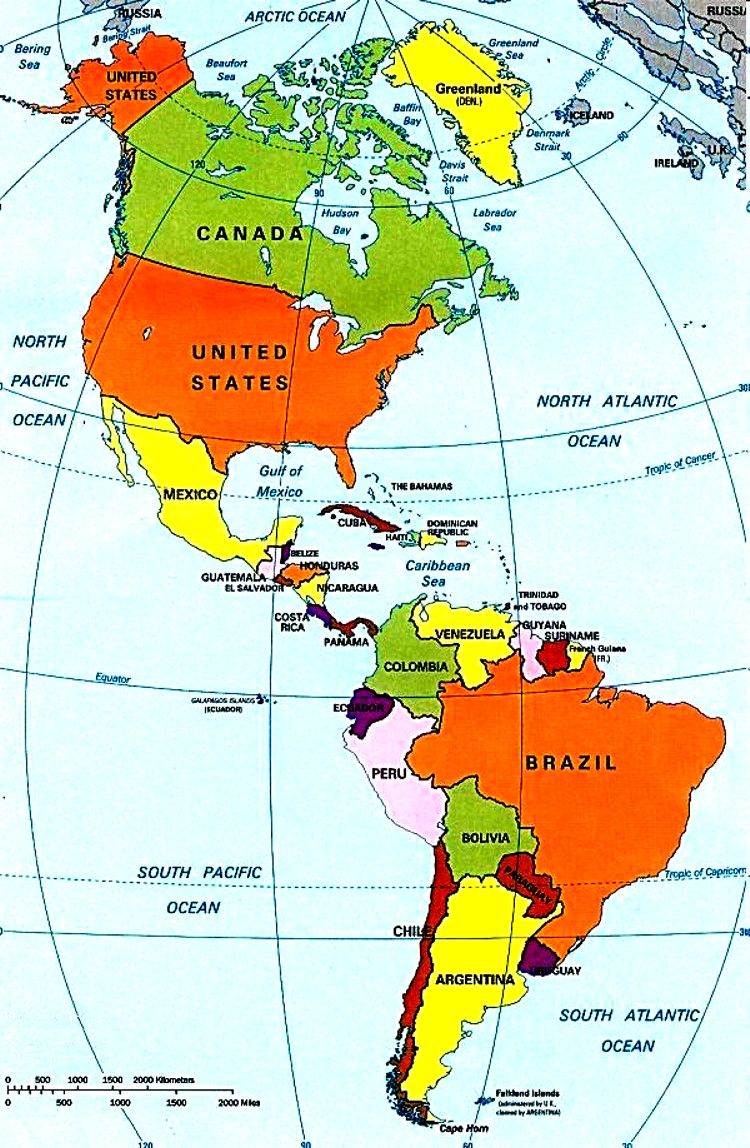 RUSSIA
ARCTIC OCEAN
RUSSIA
Bering
Sea
Bering Strait
UNITED
STATES
Beaufort
Sea
Greenland
Sea
Arctic Circle
Greenland
(DEN.)
Baffin
Bay
ICELAND
Denmark
Strait
60
U.K.
IRELAND
30
Davis
Strait
60
120
90
Hudson
Bay
Labrador
Sea
CANADA
NORTH
PACIFIC
OCEAN
UNITED
STATES
30
NORTH ATLANTIC
OCEAN
Tropic of Cancer
Gulf of
Mexico
MEXICO
THE BAHAMAS
CUBA
HAITI
DOMINICAN
REPUBLIC
BELIZE
HONDURAS
GUATEMALA
EL SALVADOR
NICARAGUA
Caribbean
Sea
COSTA
RICA
PANAMA
TRINIDAD
and TOBAGO
VENEZUELA
GUYANA
SURINAME
French Guiana
(FR.)
COLOMBIA
Equator
GALAPAGOS ISLANDS
(ECUADOR)
ECUADOR
PERU
BRAZIL
BOLIVIA
SOUTH PACIFIC
OCEAN
PARAGUAY
Tropic of Capricorn
CHILE
30
ARGENTINA
URUGUAY
SOUTH ATLANTIC
OCEAN
0 500 1000 1500 2000 Kilometers
0 500 1000 1500 2000 Miles
Falkland Islands
(administered by U.K.,
claimed by ARGENTINA)
Cape Horn
120
90
30